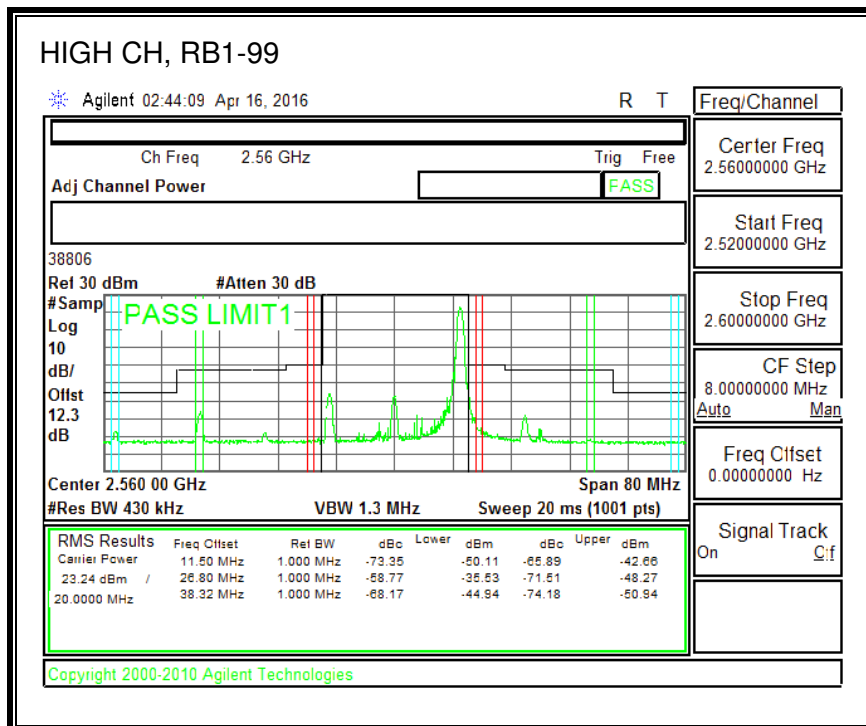 HIGH CH, RB1-99
Agilent 02:44:09 Apr 16, 2016 R T
Freq/Channel
Ch Freq 2.56 GHz Trig Free
Adj Channel Power PASS
38806
Ref 30 dBm #Atten 30 dB
#Samp
Log
10
dB/
Offst
12.3
dB
PASS LIMIT1
Center 2.560 00 GHz Span 80 MHz
#Res BW 430 kHz VBW 1.3 MHz Sweep 20 ms (1001 pts)
RMS Results Freq Offset Ref BW dBc Lower dBm dBc Upper dBm
Carrier Power 11.50 MHz 1.000 MHz -73.35 -50.11 -65.89 -42.66
23.24 dBm / 26.80 MHz 1.000 MHz -58.77 -35.53 -71.51 -48.27
20.0000 MHz 38.32 MHz 1.000 MHz -68.17 -44.94 -74.18 -50.94
Copyright 2000-2010 Agilent Technologies
Center Freq
2.56000000 GHz
Start Freq
2.52000000 GHz
Stop Freq
2.60000000 GHz
CF Step
8.00000000 MHz
Auto Man
Freq Offset
0.00000000 Hz
Signal Track
On Off